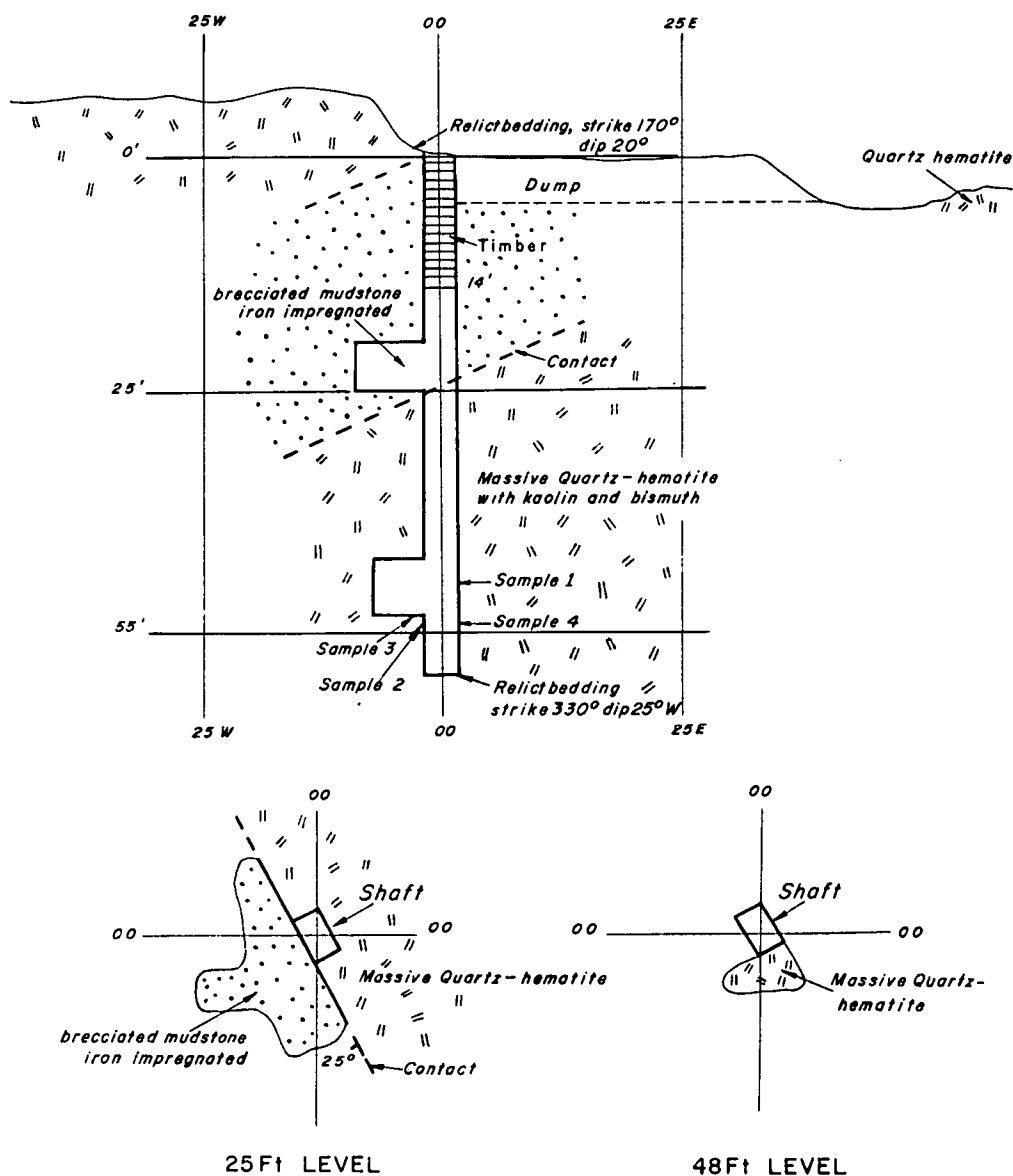 25W
00
25E
Relictbedding, strike 170°
dip 20°
0'
Quartz hematite
Dump
Timber
14'
brecciated mudstone
iron impregnated
Contact
25'
Massive Quartz-hematite
with kaolin and bismuth
Sample 1
Sample 4
55'
Sample 3
Sample 2
Relictbedding
strike 330° dip 25° W
25W
00
25E
00
Shaft
00
00
Massive Quartz-hematite
brecciated mudstone
iron impregnated
25°
Contact
25Ft LEVEL
00
Shaft
00
00
Massive Quartz-
hematite
48Ft LEVEL